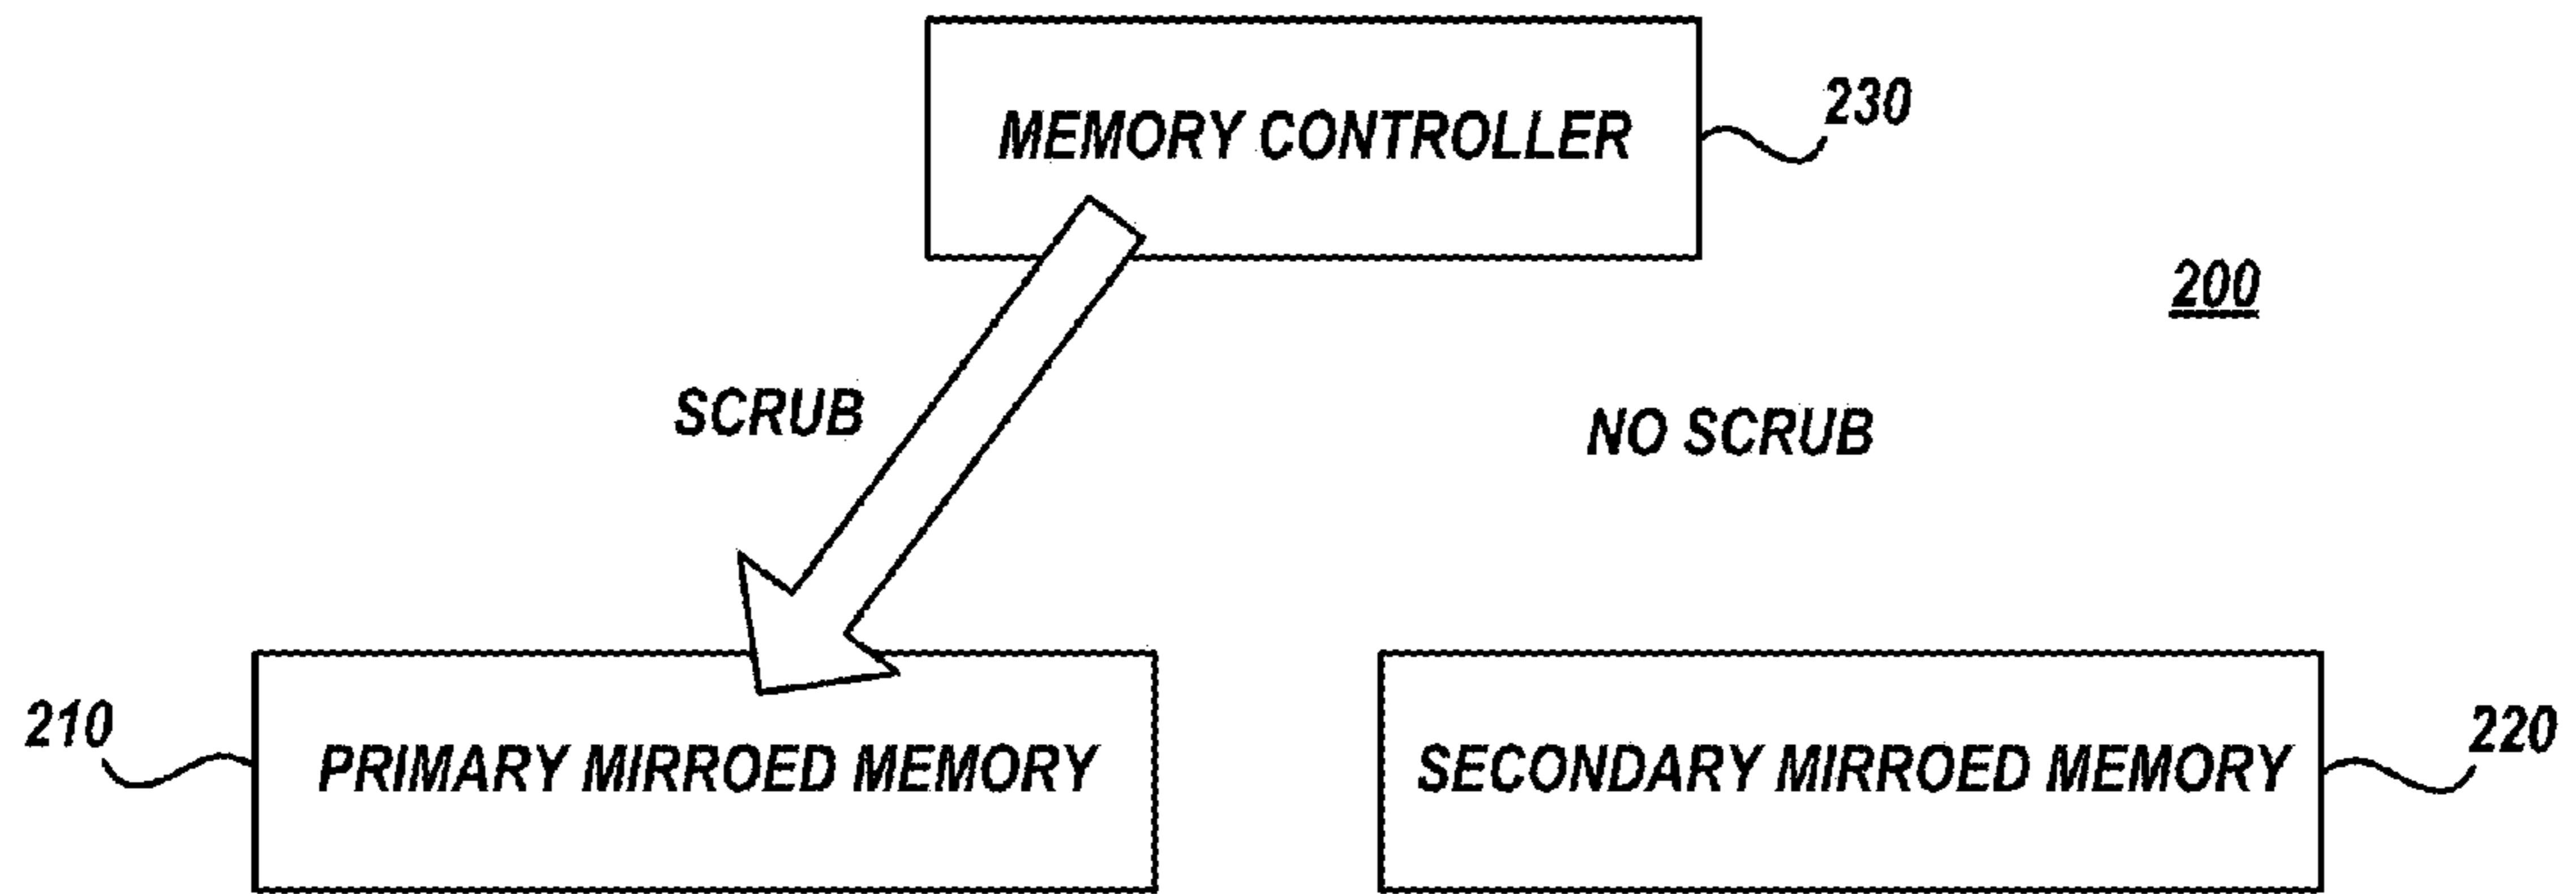 MEMORY CONTROLLER
230
200
SCRUB
NO SCRUB
210
PRIMARY MIRROED MEMORY
SECONDARY MIRROED MEMORY
220